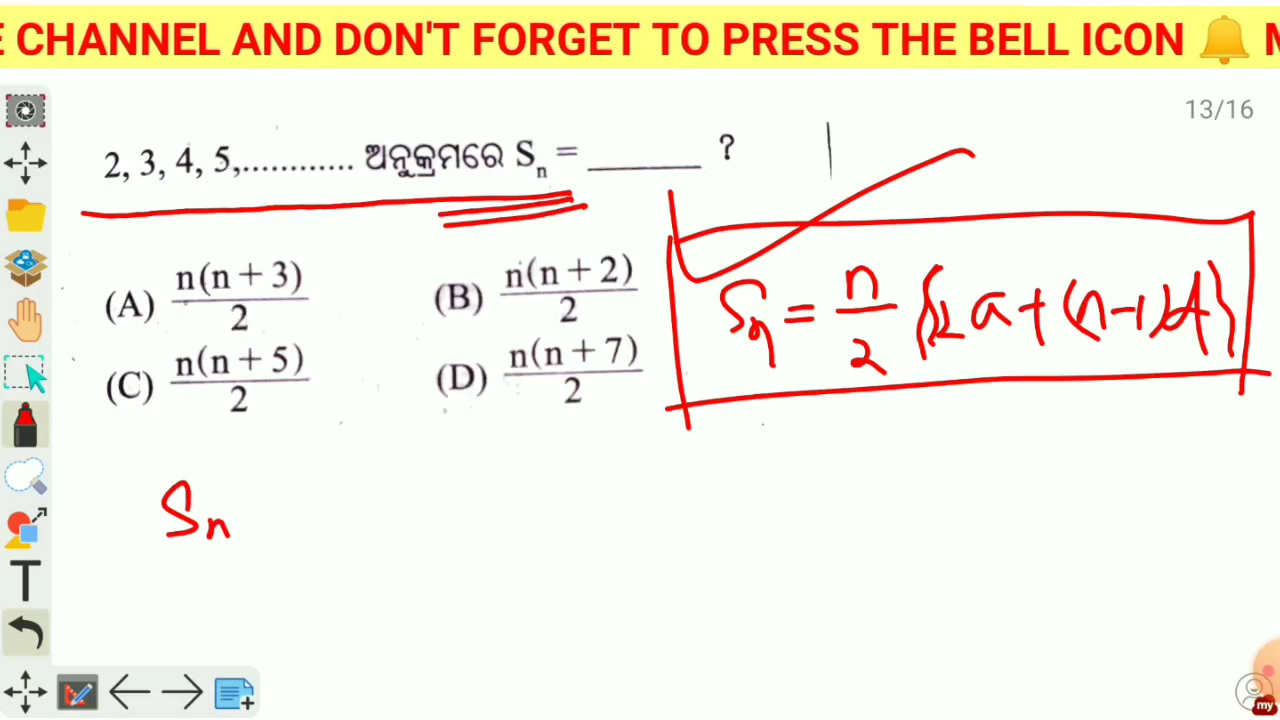 E CHANNEL AND DON'T FORGET TO PRESS THE BELL ICON 🔔 M
13/16
2, 3, 4, 5,............ ଅନୁକ୍ରମରେ Sn = ________ ?
(A) n(n + 3)/2 (B) n(n + 2)/2
(C) n(n + 5)/2 (D) n(n + 7)/2
Sn = n/2 {2a + (n-1)d}
Sn
T
my